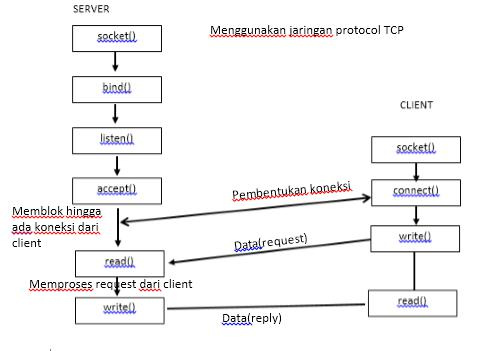 SERVER
Menggunakan jaringan protocol TCP
socket()
bind()
CLIENT
listen()
socket()
accept()
Pembentukan koneksi
connect()
Memblok hingga
ada koneksi dari
client
Data(request)
write()
read()
Memproses request dari client
write()
read()
Data(reply)